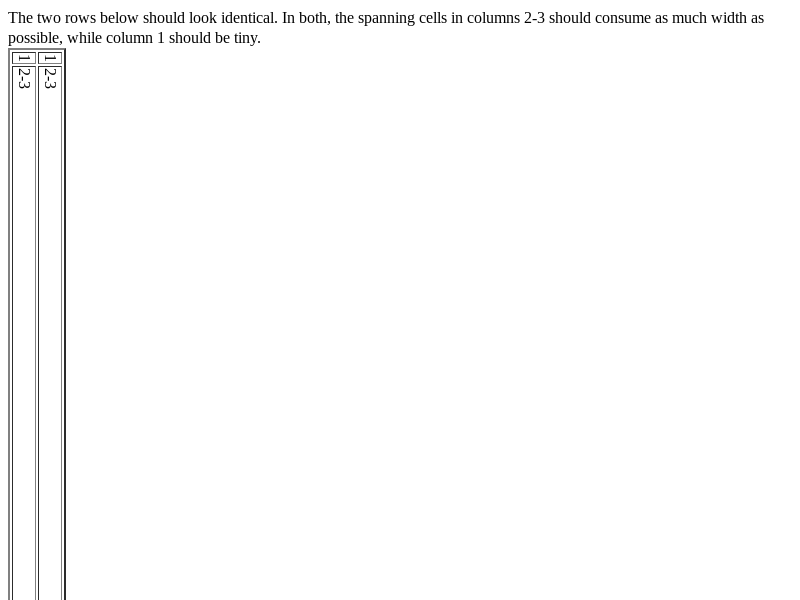 The two rows below should look identical. In both, the spanning cells in columns 2-3 should consume as much width as
possible, while column 1 should be tiny.
1 2-3
1 2-3